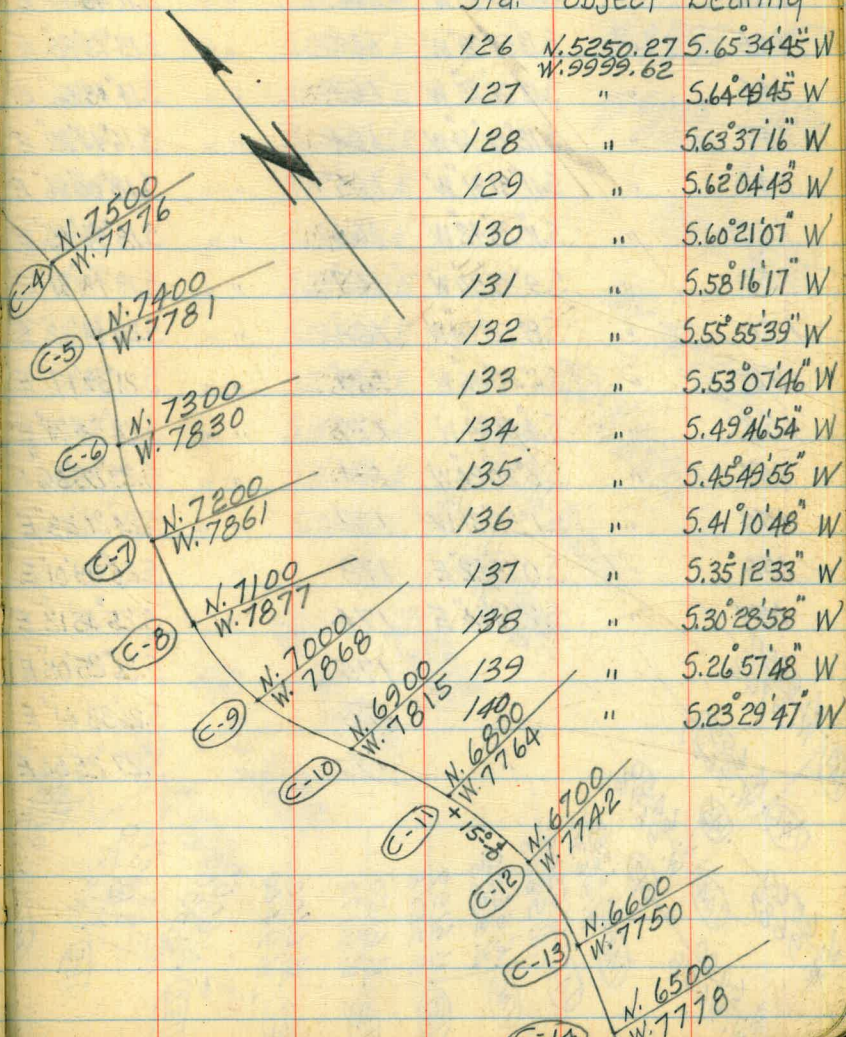 Sta. Object Bearing
126 N.5250.27 S.65°34'45" W
W.9999.62
127 " S.64°49'45" W
128 " S.63°37'16" W
129 " S.62°04'43" W
130 " S.60°21'07" W
131 " S.58°16'17" W
132 " S.55°55'39" W
133 " S.53°07'46" W
134 " S.49°46'54" W
135 " S.45°49'55" W
136 " S.41°10'48" W
137 " S.35°12'33" W
138 " S.30°28'58" W
139 " S.26°57'48" W
140 " S.23°29'47" W
N
C-4 N.7500
W.7776
C-5 N.7400
W.7781
C-6 N.7300
W.7830
C-7 N.7200
W.7861
C-8 N.7100
W.7877
C-9 N.7000
W.7868
C-10 N.6900
W.7815
C-11 N.6800
W.7764
C-12 N.6700
W.7742
C-13 N.6600
W.7750
C-14 N.6500
W.7778